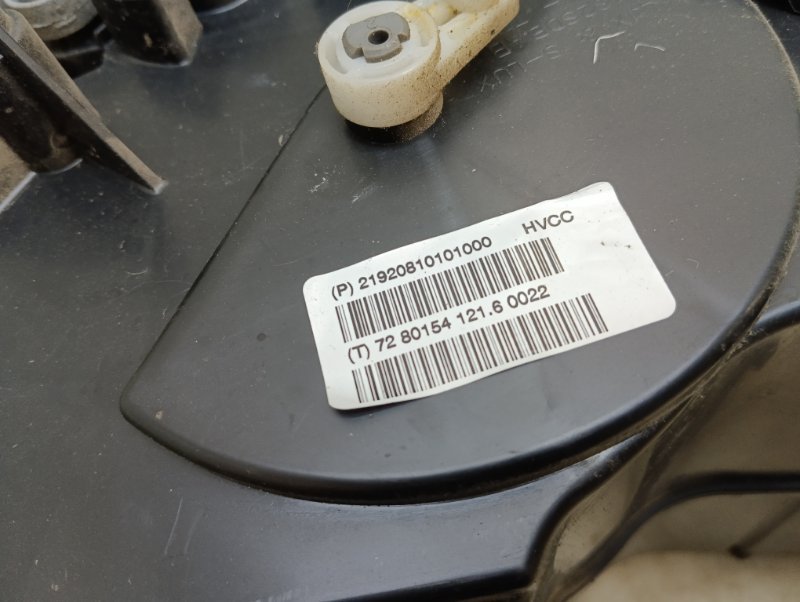 (P) 21920810101000 HVCC
(T) 72 80154 121.6 0022